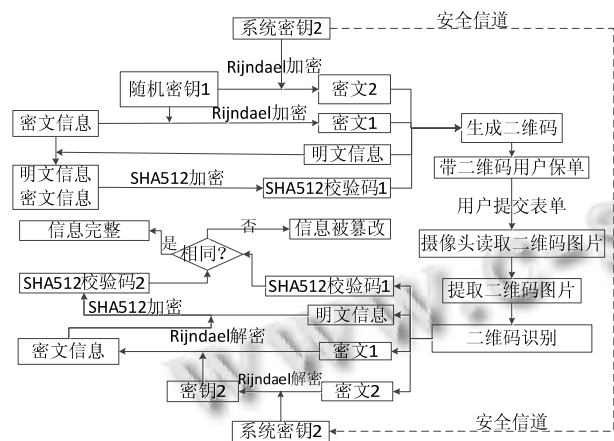 系统密钥2
安全信道
Rijndael加密
随机密钥1
密文2
Rijndael加密
密文信息
密文1
生成二维码
明文信息
明文信息
密文信息
带二维码用户保单
SHA512加密
SHA512校验码1
用户提交表单
信息完整
否
信息被篡改
是
相同?
摄像头读取二维码图片
SHA512校验码2
SHA512校验码1
提取二维码图片
SHA512加密
明文信息
Rijndael解密
二维码识别
密文信息
密文1
Rijndael解密
密钥2
密文2
安全信道
系统密钥2